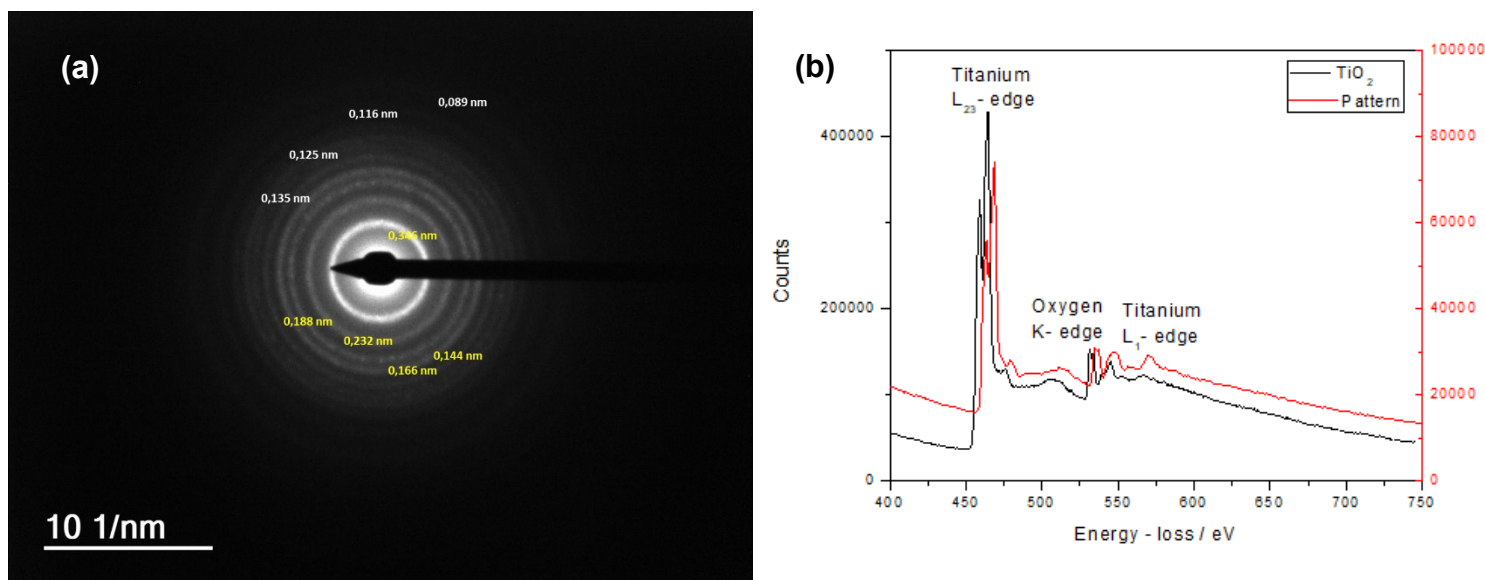 (a)
0,089 nm
0,116 nm
0,125 nm
0,135 nm
0,346 nm
0,188 nm
0,232 nm
0,144 nm
0,166 nm
10 1/nm
(b)
Titanium
L₂₃- edge
TiO₂
Pattern
Oxygen
K- edge
Titanium
L₁- edge
Counts
400000
200000
0
100000
80000
60000
40000
20000
0
400 450 500 550 600 650 700 750
Energy - loss / eV